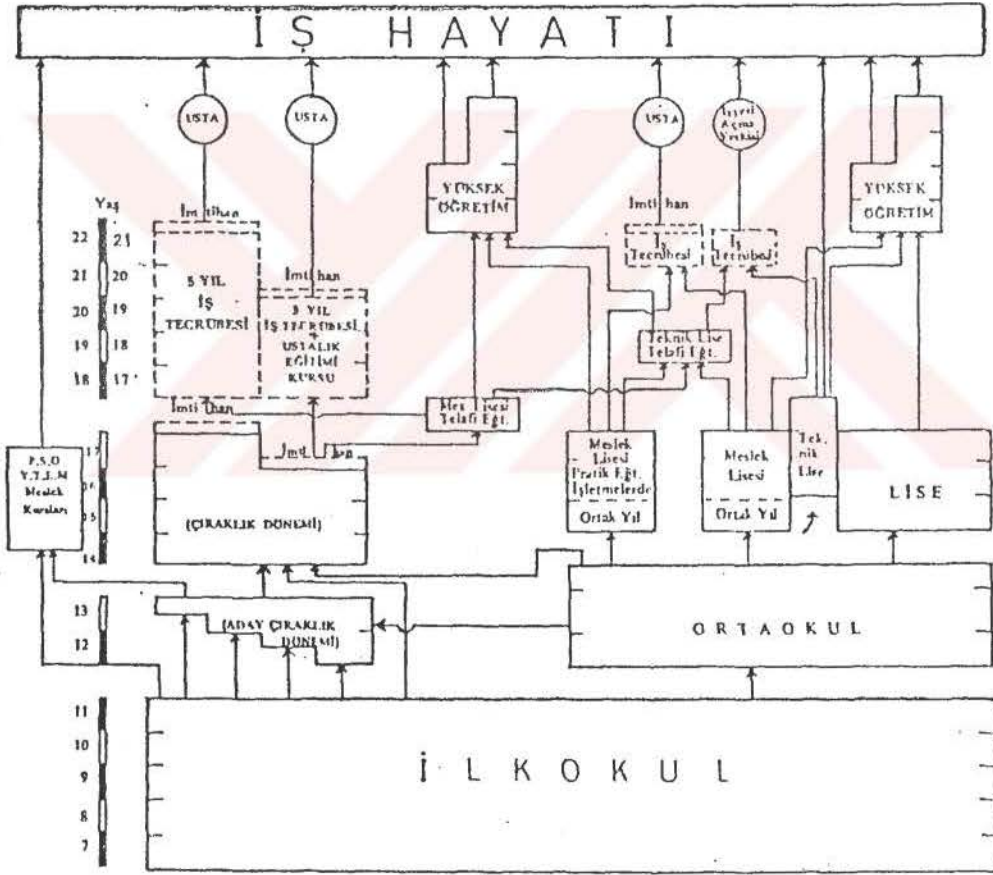 İŞ HAYATI
USTA
USTA
USTA
İşyeri
Açma
Yetkisi
YÜKSEK
ÖĞRETİM
YÜKSEK
ÖĞRETİM
Yaş
22 21
21 20
20 19
19 18
18 17
İmtihan
5 YIL
İŞ
TECRÜBESİ
İmtihan
3 YIL
İŞ TECRÜBESİ
+
USTALIK
EĞİTİMİ
KURSU
İmtihan
İş
Tecrübesi
İş
Tecrübesi
Teknik Lise
Telafi Eğt.
İmtihan
Mes. Lisesi
Telafi Eğt.
İmtihan
17
16
15
14
Meslek
Kursları
(ÇIRAKLIK DÖNEMİ)
Meslek
Lisesi
Pratik Eğt.
İşletmelerde
Ortak Yıl
Meslek
Lisesi
Ortak Yıl
Tek
nik
Lise
LİSE
13
12
(ADAY ÇIRAKLIK
DÖNEMİ)
ORTAOKUL
11
10
9
8
7
İLKOKUL